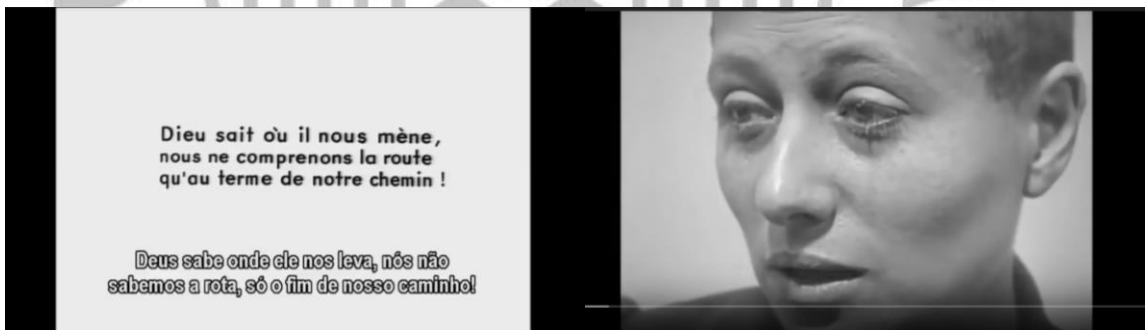 Dieu sait où il nous mène,
nous ne comprenons la route
qu'au terme de notre chemin !
Deus sabe onde ele nos leva, nós não
sabemos a rota, só o fim de nosso caminho!